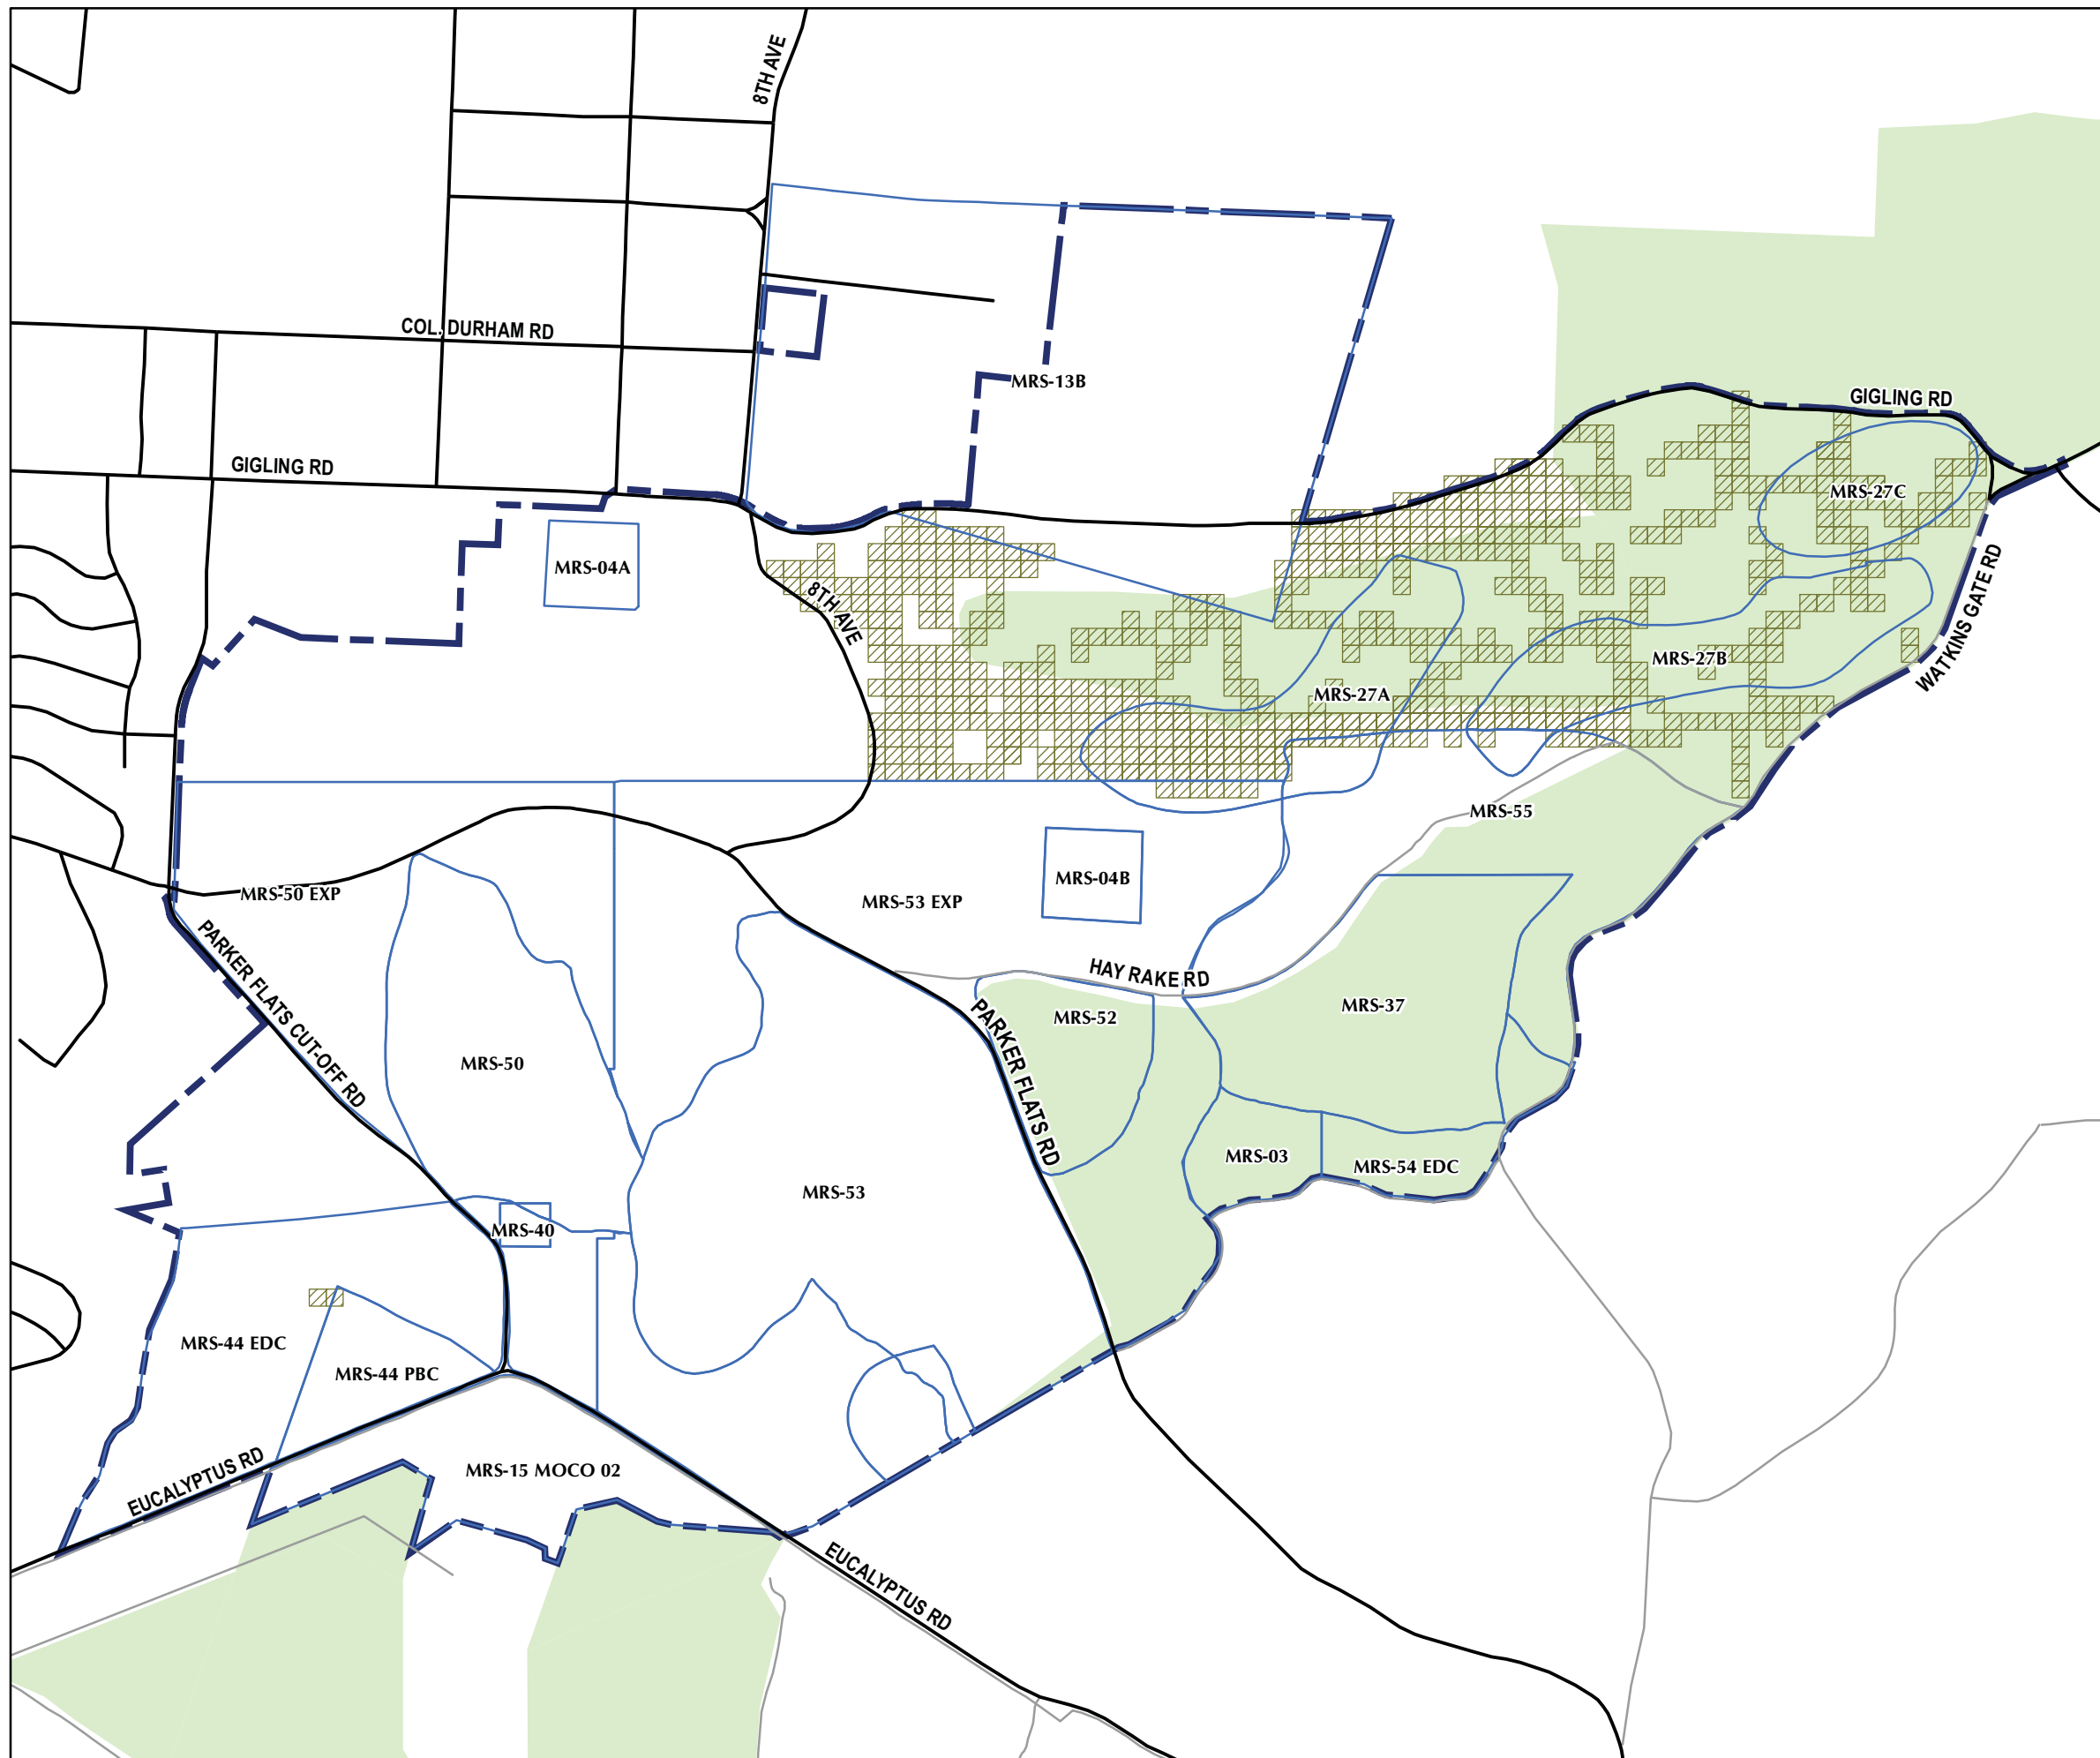 8TH AVE
COL. DURHAM RD
MRS-13B
GIGLING RD
GIGLING RD
MRS-27C
MRS-04A
8TH AVE
WATKINS GATE RD
MRS-27B
MRS-27A
MRS-55
MRS-04B
MRS-50 EXP
MRS-53 EXP
PARKER FLATS CUT-OFF RD
HAY RAKE RD
MRS-37
MRS-52
PARKER FLATS RD
MRS-50
MRS-03
MRS-54 EDC
MRS-53
MRS-40
MRS-44 EDC
MRS-44 PBC
EUCALYPTUS RD
MRS-15 MOCO 02
EUCALYPTUS RD